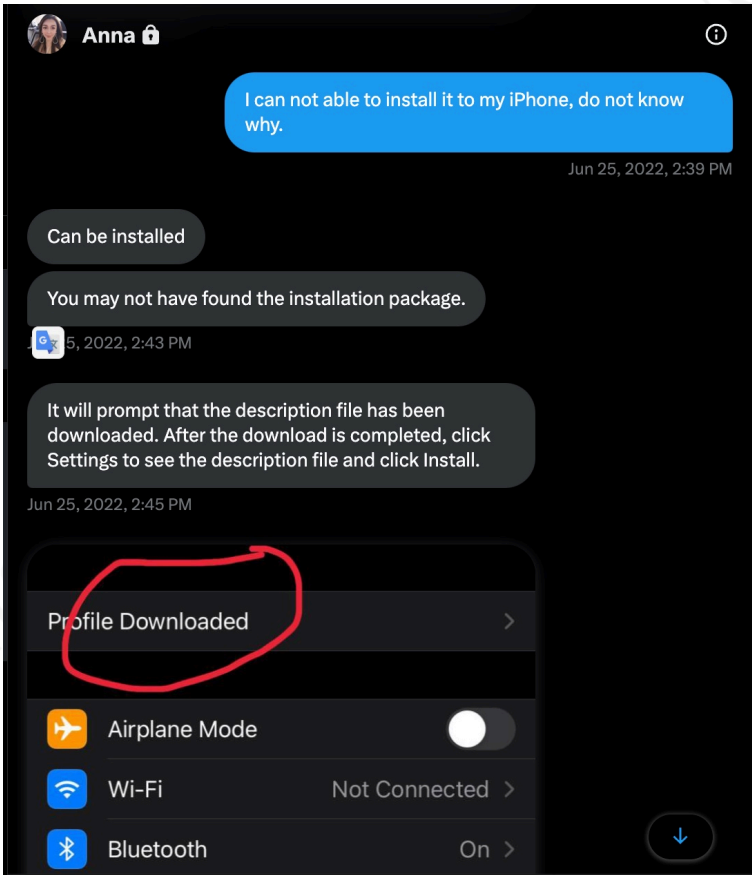 Anna
I can not able to install it to my iPhone, do not know
why.
Jun 25, 2022, 2:39 PM
Can be installed
You may not have found the installation package.
5, 2022, 2:43 PM
It will prompt that the description file has been
downloaded. After the download is completed, click
Settings to see the description file and click Install.
Jun 25, 2022, 2:45 PM
Profile Downloaded
Airplane Mode
Wi-Fi Not Connected
Bluetooth On